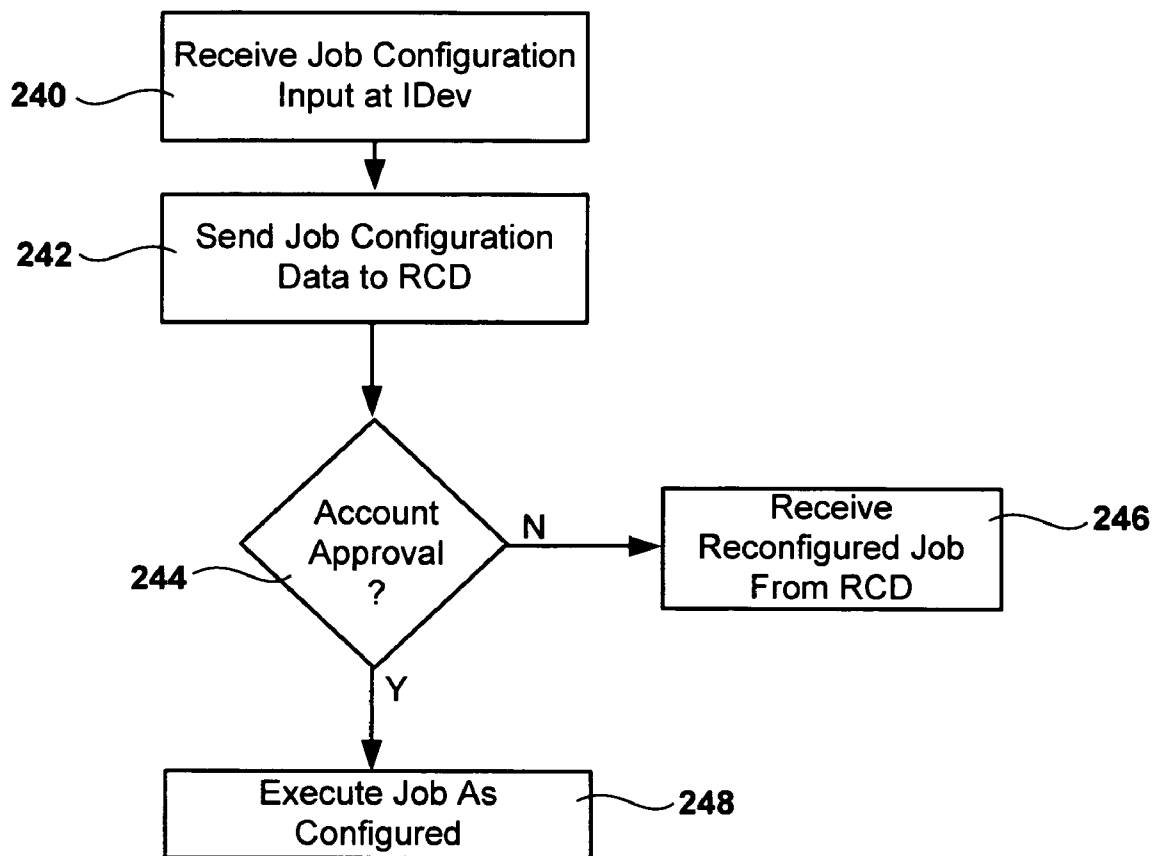 Receive Job Configuration
Input at IDev
240
Send Job Configuration
Data to RCD
242
Account
Approval
?
244
N
Receive
Reconfigured Job
From RCD
246
Y
Execute Job As
Configured
248